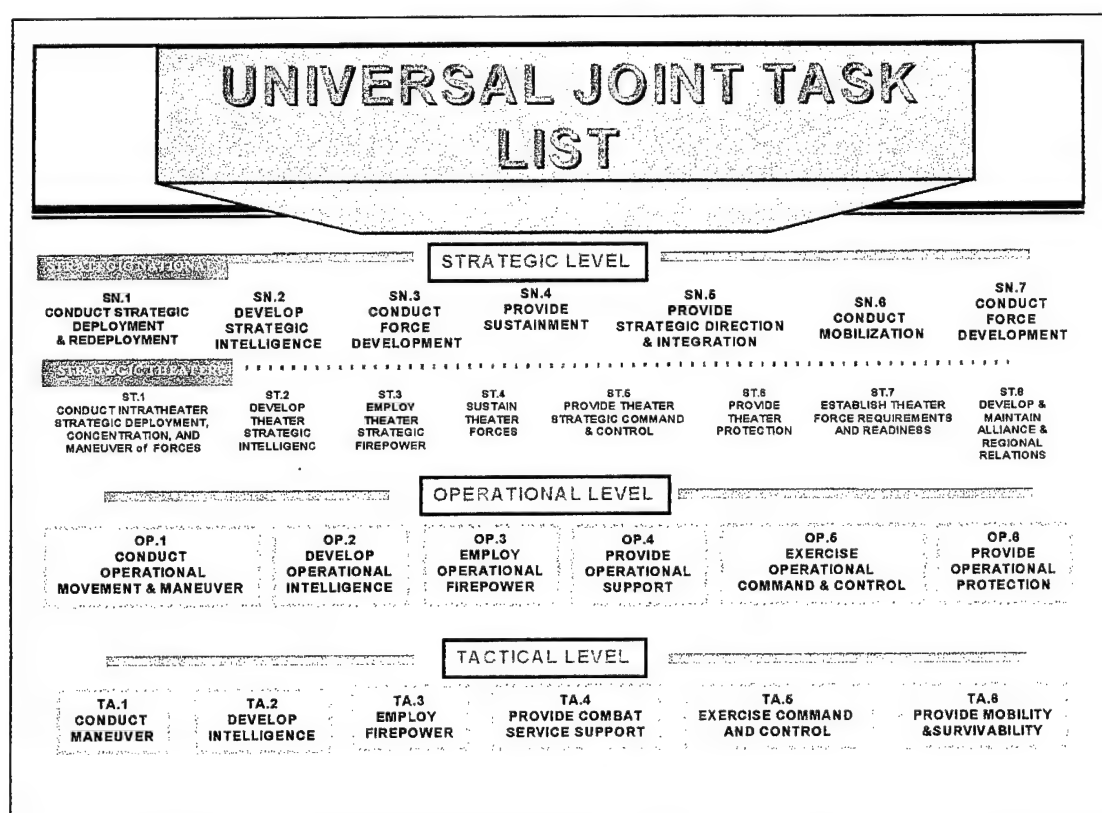 UNIVERSAL JOINT TASK
LIST
STRATEGIC LEVEL
STRATEGIC NATIONAL
SN.1
CONDUCT STRATEGIC
DEPLOYMENT
& REDEPLOYMENT
SN.2
DEVELOP
STRATEGIC
INTELLIGENCE
SN.3
CONDUCT
FORCE
DEVELOPMENT
SN.4
PROVIDE
SUSTAINMENT
SN.5
PROVIDE
STRATEGIC DIRECTION
& INTEGRATION
SN.6
CONDUCT
MOBILIZATION
SN.7
CONDUCT
FORCE
DEVELOPMENT
STRATEGIC THEATER
ST.1
CONDUCT INTRATHEATER
STRATEGIC DEPLOYMENT,
CONCENTRATION, AND
MANEUVER of FORCES
ST.2
DEVELOP
THEATER
STRATEGIC
INTELLIGENC
ST.3
EMPLOY
THEATER
STRATEGIC
FIREPOWER
ST.4
SUSTAIN
THEATER
FORCES
ST.5
PROVIDE THEATER
STRATEGIC COMMAND
& CONTROL
ST.6
PROVIDE
THEATER
PROTECTION
ST.7
ESTABLISH THEATER
FORCE REQUIREMENTS
AND READINESS
ST.8
DEVELOP &
MAINTAIN
ALLIANCE &
REGIONAL
RELATIONS
OPERATIONAL LEVEL
OP.1
CONDUCT
OPERATIONAL
MOVEMENT & MANEUVER
OP.2
DEVELOP
OPERATIONAL
INTELLIGENCE
OP.3
EMPLOY
OPERATIONAL
FIREPOWER
OP.4
PROVIDE
OPERATIONAL
SUPPORT
OP.5
EXERCISE
OPERATIONAL
COMMAND & CONTROL
OP.6
PROVIDE
OPERATIONAL
PROTECTION
TACTICAL LEVEL
TA.1
CONDUCT
MANEUVER
TA.2
DEVELOP
INTELLIGENCE
TA.3
EMPLOY
FIREPOWER
TA.4
PROVIDE COMBAT
SERVICE SUPPORT
TA.5
EXERCISE COMMAND
AND CONTROL
TA.6
PROVIDE MOBILITY
&SURVIVABILITY